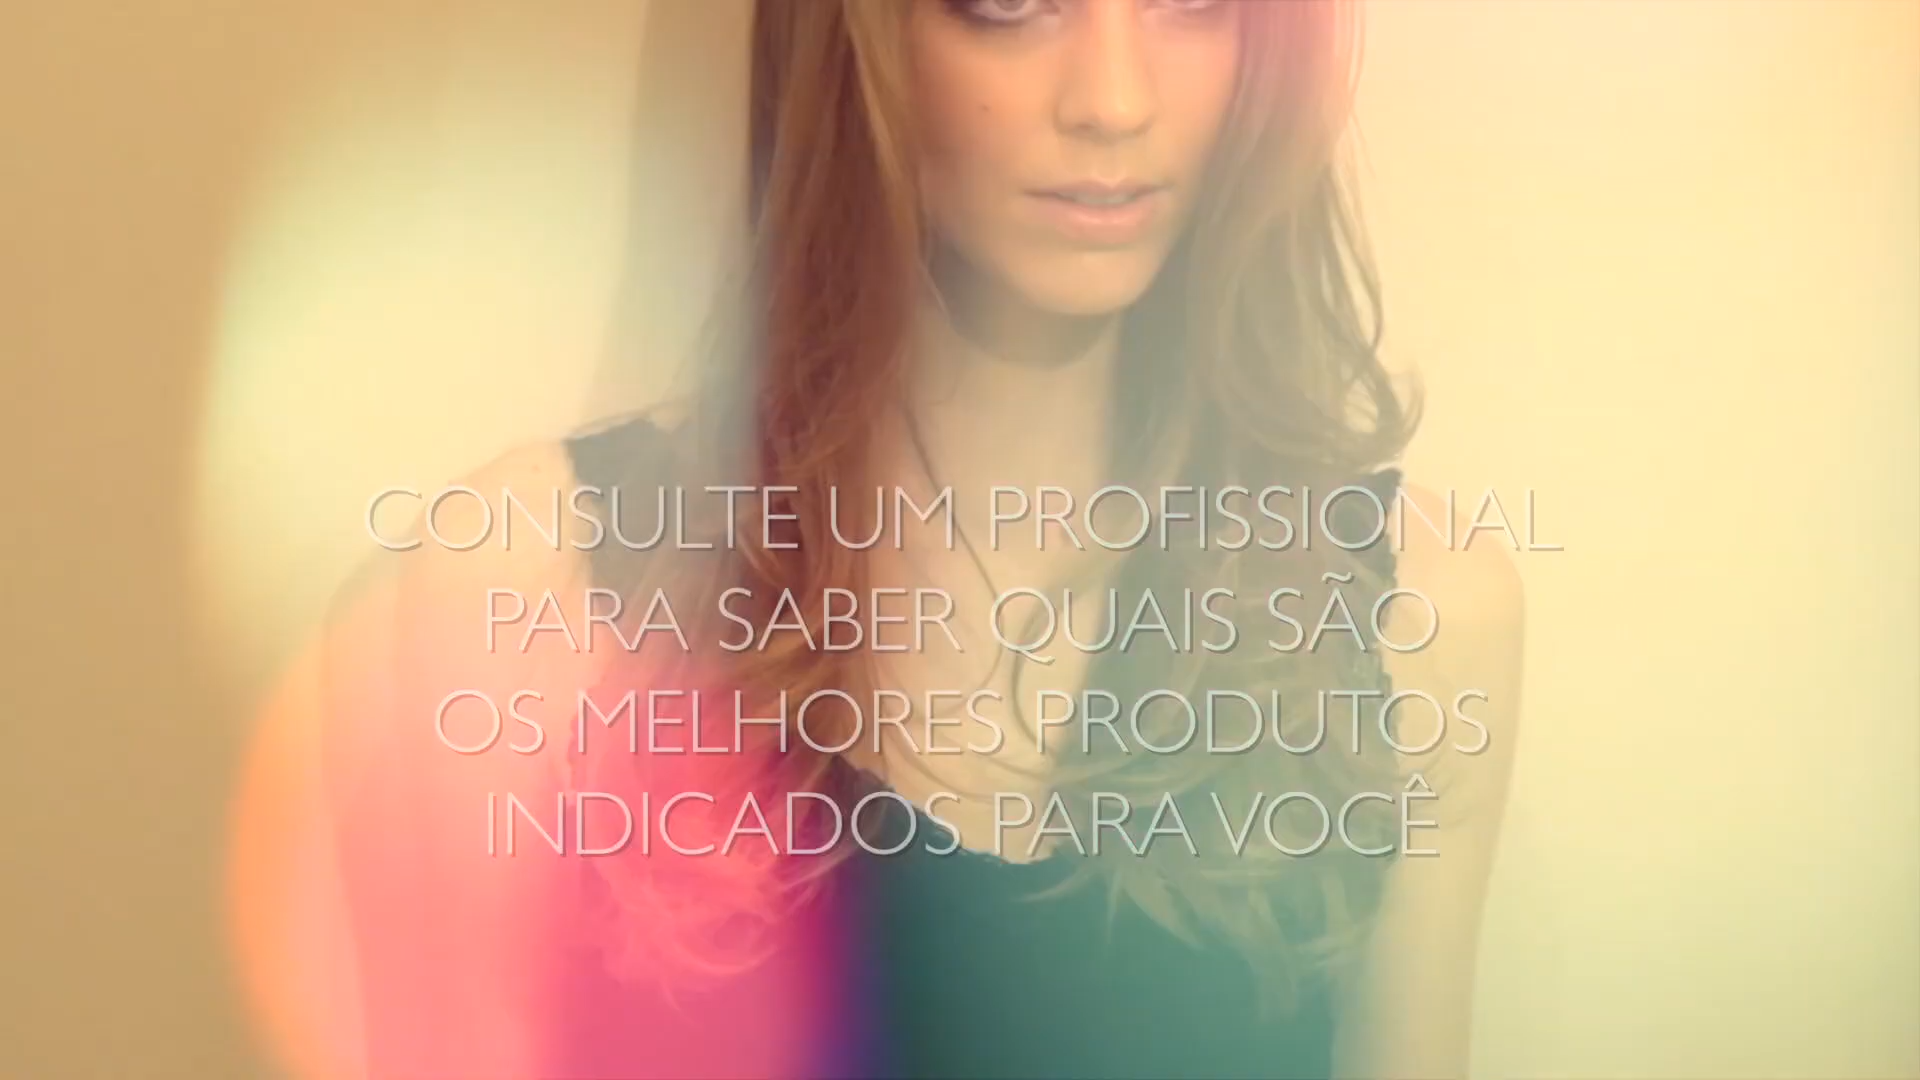 CONSULTE UM PROFISSIONAL
PARA SABER QUAIS SÃO
OS MELHORES PRODUTOS
INDICADOS PARA VOCÊ